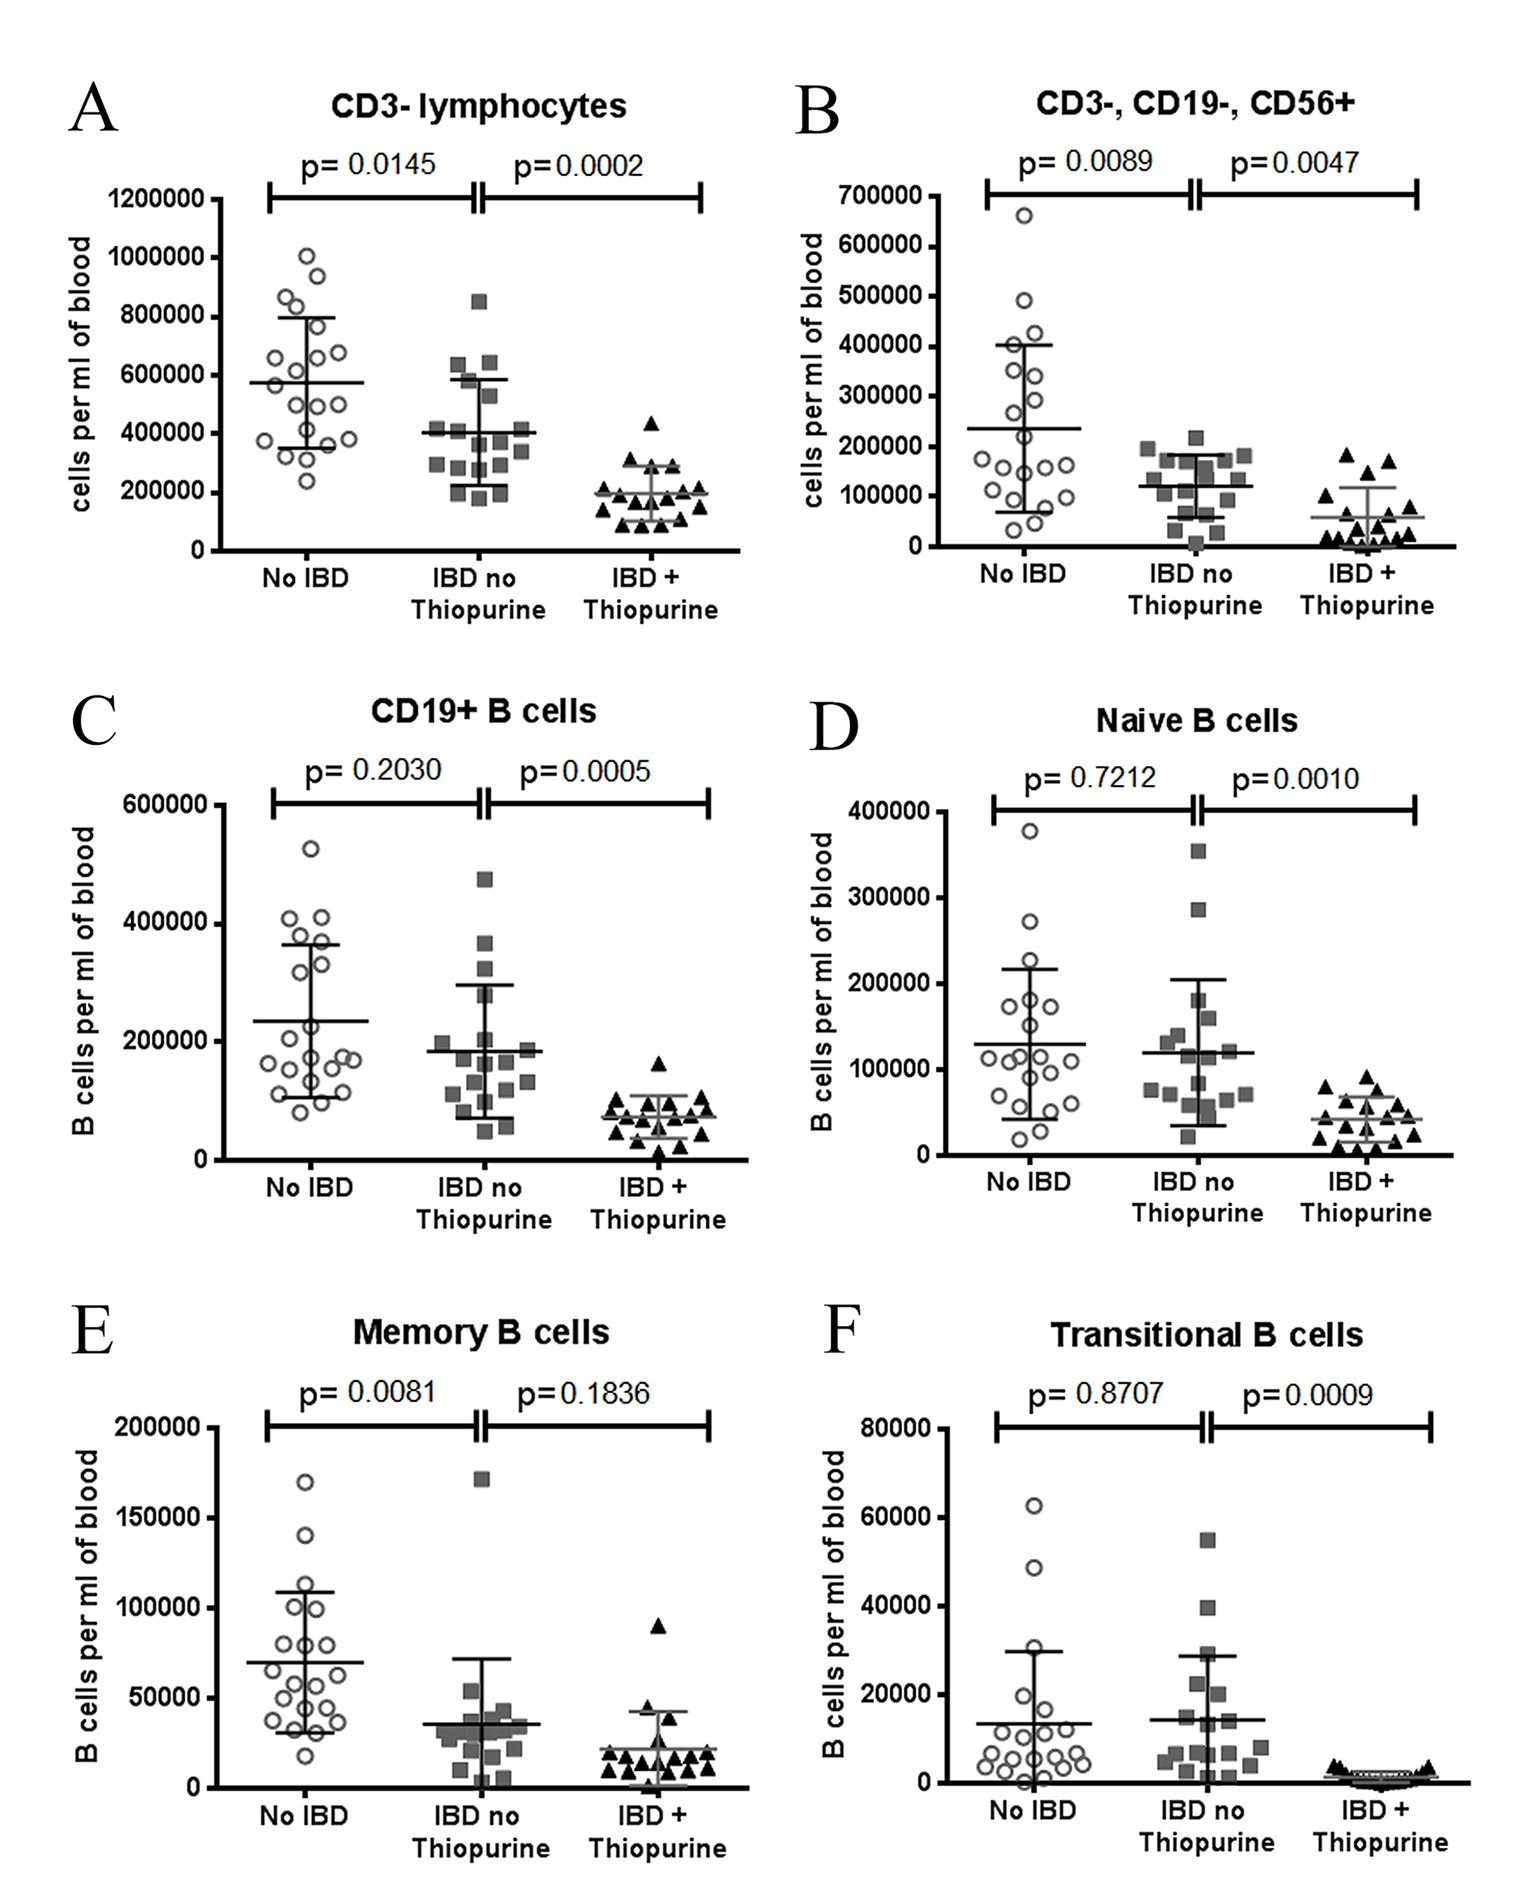 A
CD3- lymphocytes
p= 0.0145
p=0.0002
cells per ml of blood
1200000
1000000
800000
600000
400000
200000
0
No IBD
IBD no
Thiopurine
IBD +
Thiopurine
B
CD3-, CD19-, CD56+
p= 0.0089
p=0.0047
cells per ml of blood
700000
600000
500000
400000
300000
200000
100000
0
No IBD
IBD no
Thiopurine
IBD +
Thiopurine
C
CD19+ B cells
p= 0.2030
p=0.0005
B cells per ml of blood
600000
400000
200000
0
No IBD
IBD no
Thiopurine
IBD +
Thiopurine
D
Naive B cells
p= 0.7212
p=0.0010
B cells per ml of blood
400000
300000
200000
100000
0
No IBD
IBD no
Thiopurine
IBD +
Thiopurine
E
Memory B cells
p= 0.0081
p=0.1836
B cells per ml of blood
200000
150000
100000
50000
0
No IBD
IBD no
Thiopurine
IBD +
Thiopurine
F
Transitional B cells
p= 0.8707
p=0.0009
B cells per ml of blood
80000
60000
40000
20000
0
No IBD
IBD no
Thiopurine
IBD +
Thiopurine